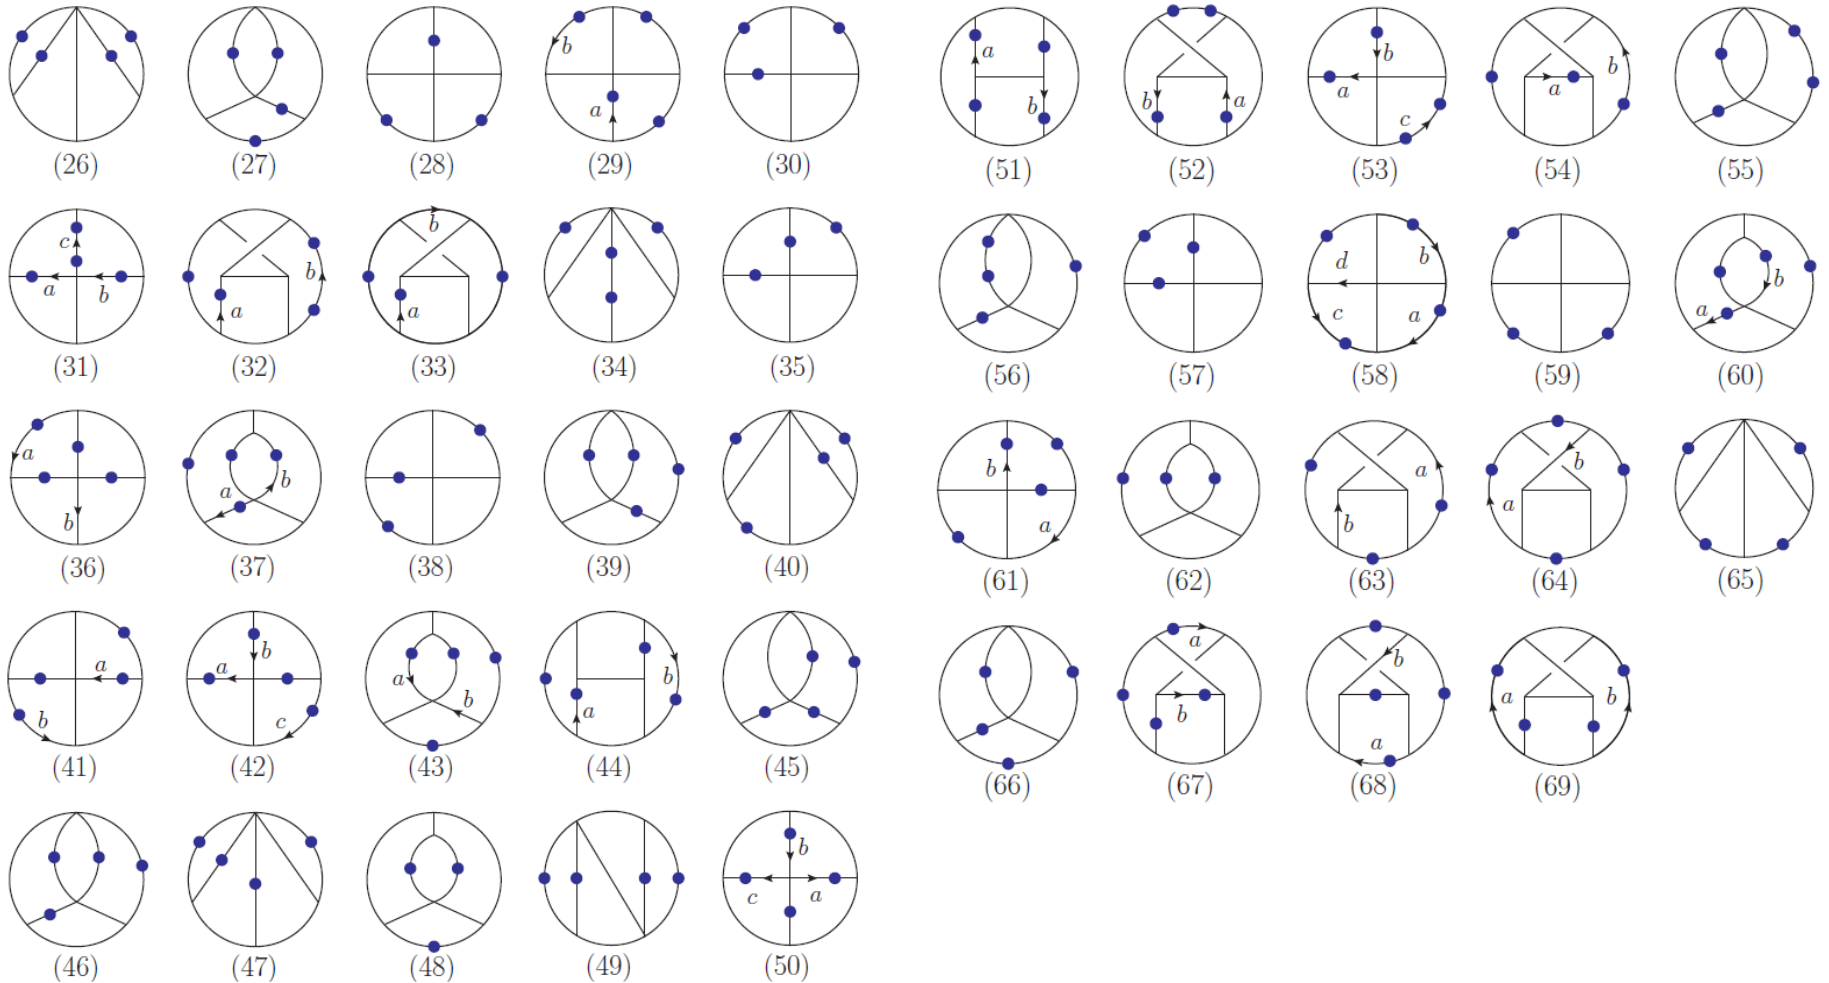 b a
(26) (27) (28) (29) (30)
c a b b a b a
(31) (32) (33) (34) (35)
a b a b
(36) (37) (38) (39) (40)
a b a b c a b b a
(41) (42) (43) (44) (45)
b c a
(46) (47) (48) (49) (50)
a b b a b a c b a
(51) (52) (53) (54) (55)
d b c a b a
(56) (57) (58) (59) (60)
b a a b b a
(61) (62) (63) (64) (65)
a b b a a b
(66) (67) (68) (69)